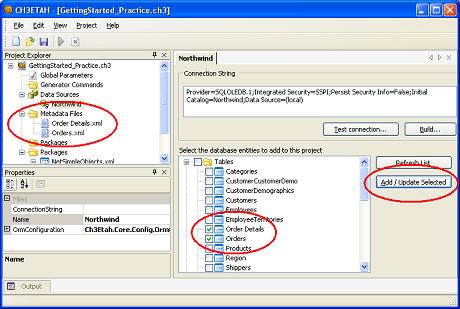 CH3ETAH - [GettingStarted_Practice.ch3]
File Edit View Project Window Help
Project Explorer
GettingStarted_Practice.ch3
Global Parameters
Generator Commands
Data Sources
Northwind
Metadata Files
Order Details.xml
Orders.xml
Packages
Packages
NetSimpleObjects.xml
Properties
Misc
ConnectionString
Name Northwind
OrmConfiguration Ch3Etah.Core.Config.Orm
Name
Northwind
Connection String
Provider=SQLOLEDB.1;Integrated Security=SSPI;Persist Security Info=False;Initial
Catalog=Northwind;Data Source=(local)
Test connection... Build...
Select the database entities to add to this project
Tables
Categories
CustomerCustomerDemo
CustomerDemographics
Customers
Employees
EmployeeTerritories
Order Details
Orders
Products
Region
Shippers
Refresh List
Add / Update Selected
Output